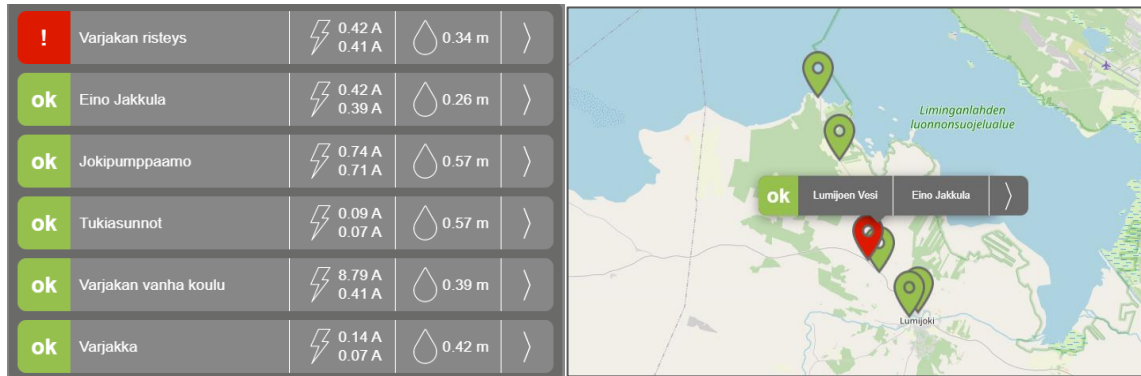 ! Varjakan risteys 0.42 A 0.34 m
0.41 A
ok Eino Jakkula 0.42 A 0.26 m
0.39 A
ok Jokipumppaamo 0.74 A 0.57 m
0.71 A
ok Tukiasunnot 0.09 A 0.57 m
0.07 A
ok Varjakan vanha koulu 8.79 A 0.39 m
0.41 A
ok Varjakka 0.14 A 0.42 m
0.07 A
Liminganlahden
luonnonsuojelualue
ok Lumijoen Vesi Eino Jakkula
Lumijoki